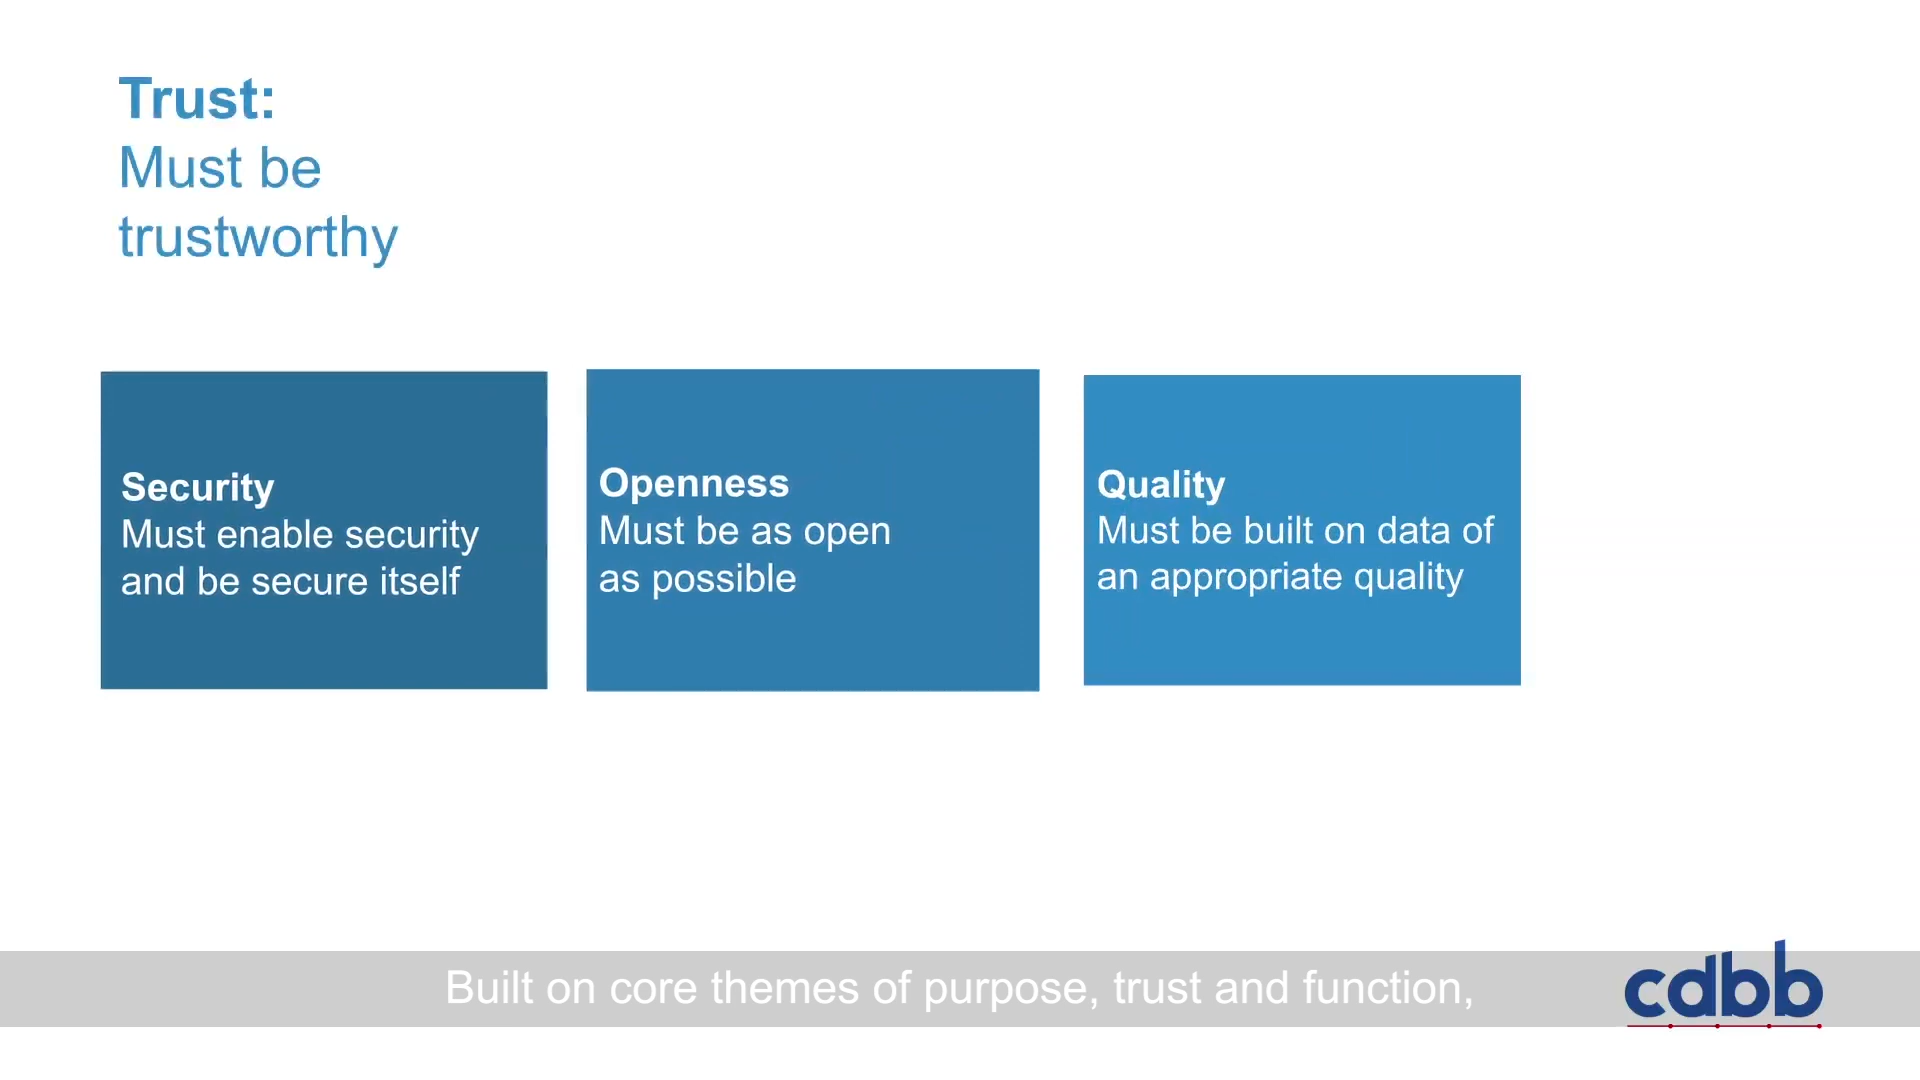 Trust:
Must be
trustworthy
Security
Must enable security
and be secure itself
Openness
Must be as open
as possible
Quality
Must be built on data of
an appropriate quality
Built on core themes of purpose, trust and function,
cdbb